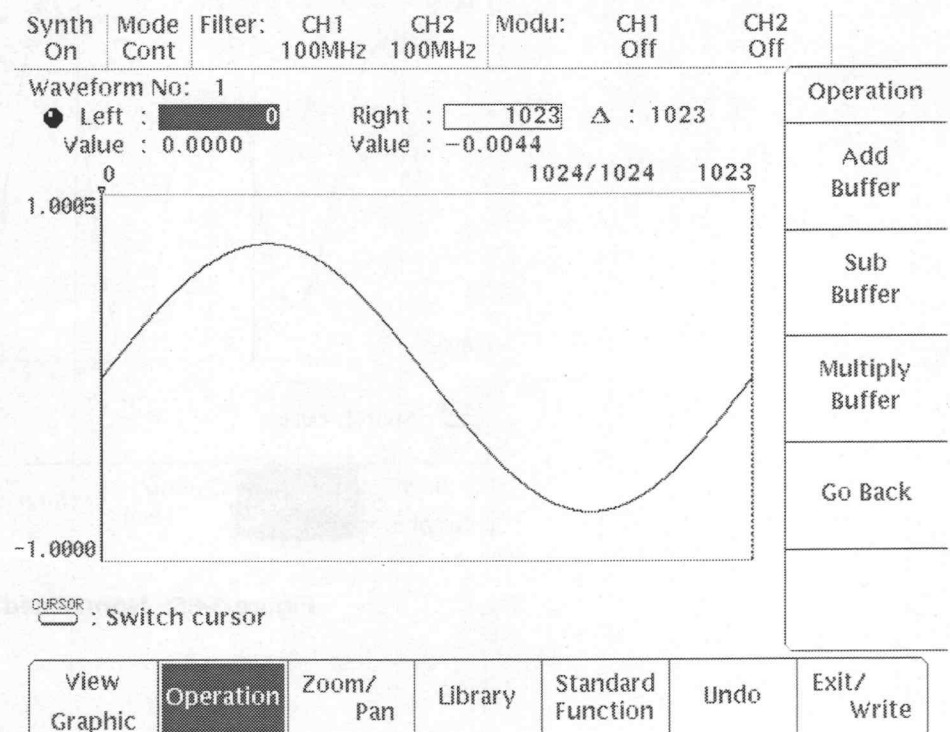 Synth Mode Filter: CH1 CH2 Modu: CH1 CH2
On Cont 100MHz 100MHz Off Off
Waveform No: 1
Left : 0 Right : 1023 Δ : 1023
Value : 0.0000 Value : -0.0044
0 1024/1024 1023
1.0005
-1.0000
CURSOR : Switch cursor
Operation
Add
Buffer
Sub
Buffer
Multiply
Buffer
Go Back
View
Graphic
Operation
Zoom/
Pan
Library
Standard
Function
Undo
Exit/
Write